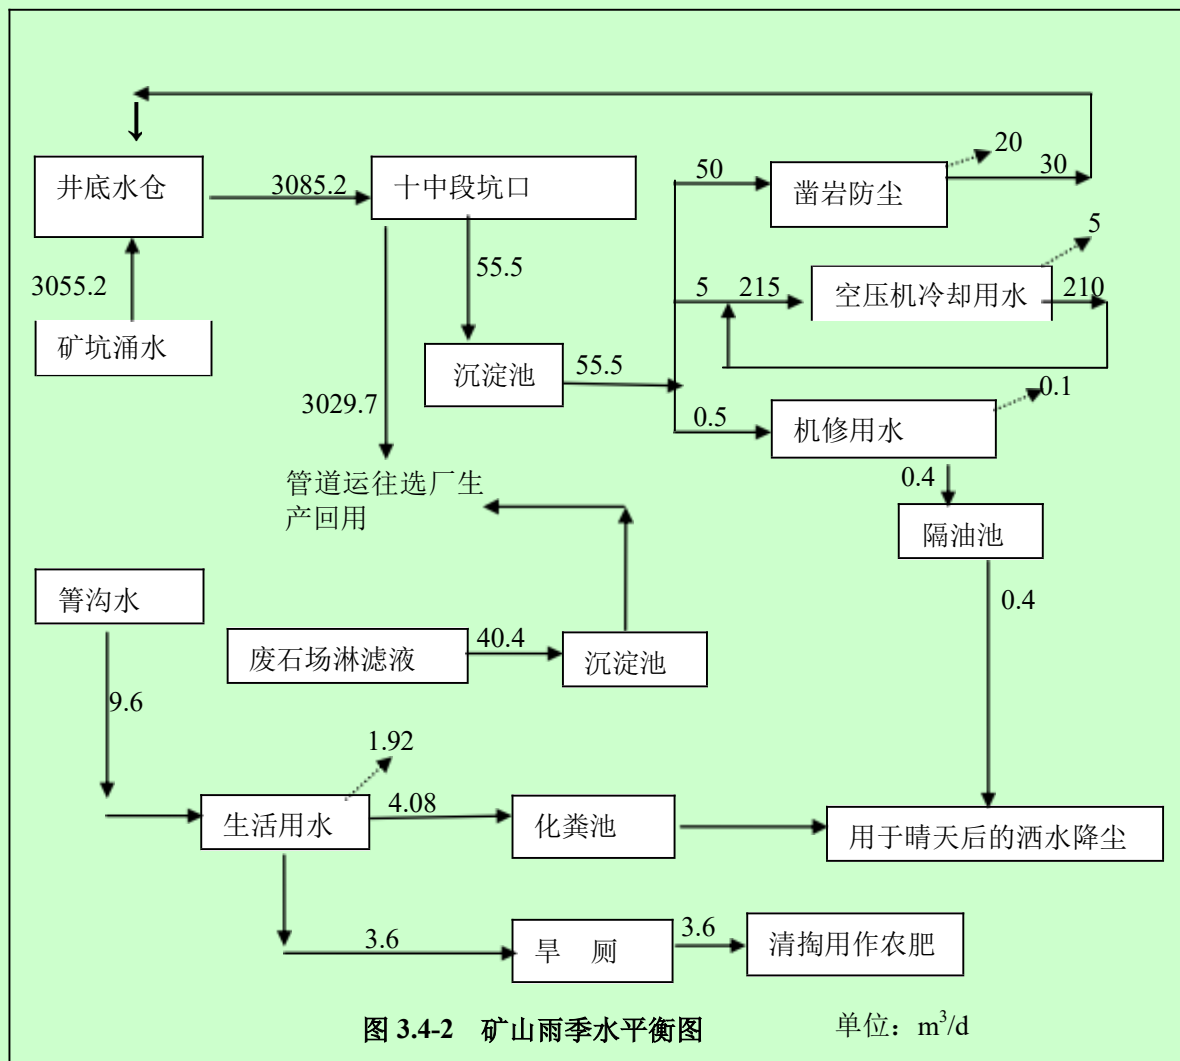 20
50
30
井底水仓
3085.2
十中段坑口
凿岩防尘
5
3055.2
55.5
5
215
空压机冷却用水
210
矿坑涌水
沉淀池
55.5
0.1
3029.7
0.5
机修用水
管道运往选厂生
产回用
0.4
隔油池
箐沟水
0.4
废石场淋滤液
40.4
沉淀池
9.6
1.92
生活用水
4.08
化粪池
用于晴天后的洒水降尘
3.6
旱 厕
3.6
清掏用作农肥
图 3.4-2 矿山雨季水平衡图
单位：m³/d